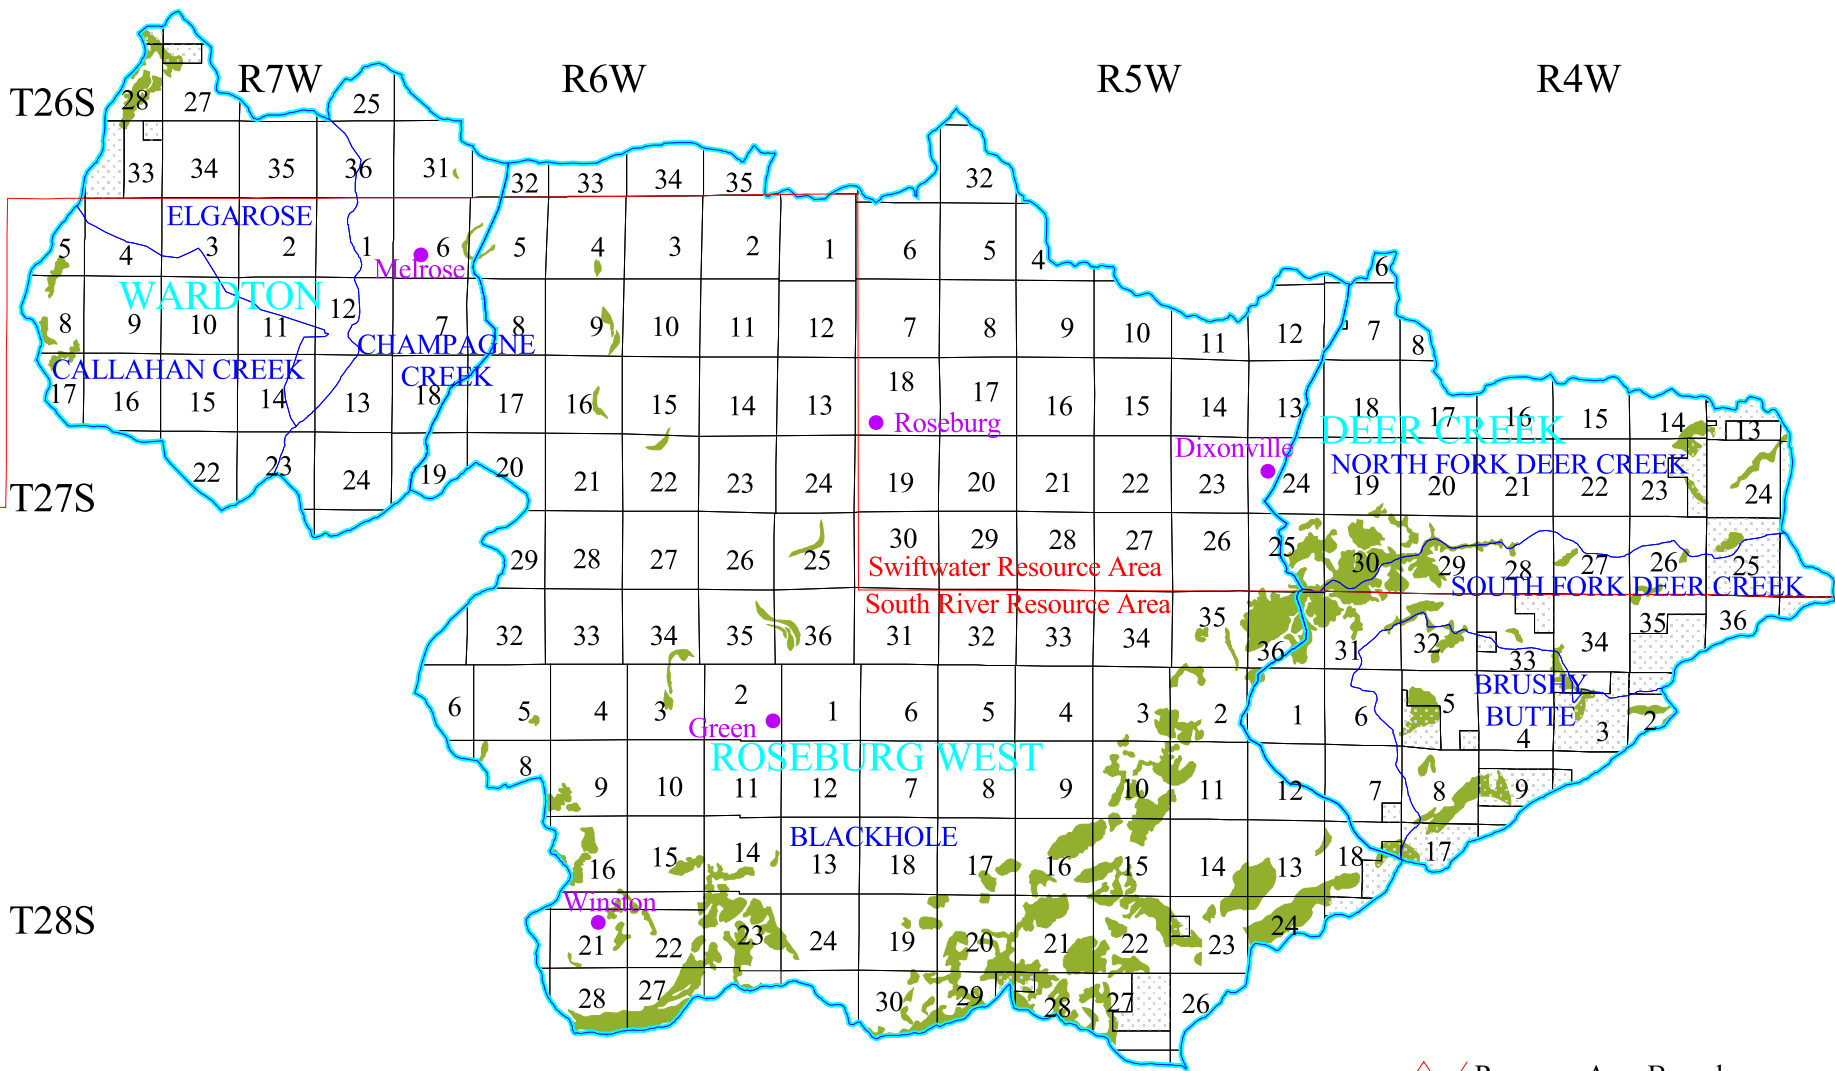 R7W R6W R5W R4W
T26S
28 27 25
33 34 35 36 31 32 33 34 35 32
ELGAROSE
5 4 3 2 1 6 5 4 3 2 1 6 5 4 6
Melrose
WARDTON
8 9 10 11 12 7 8 9 10 11 12 7 8 9 10 11 12 7 8
CHAMPAGNE
CREEK
CALLAHAN CREEK
17 16 15 14 13 18 17 16 15 14 13 18 17 16 15 14 13 18 17 16 15 14 13
Roseburg
DEER CREEK
Dixonville
NORTH FORK DEER CREEK
T27S
22 23 24 19 20 21 22 23 24 19 20 21 22 23 24 19 20 21 22 23 24
29 28 27 26 25 30 29 28 27 26 25 30 29 28 27 26 25
Swiftwater Resource Area
SOUTH FORK DEER CREEK
South River Resource Area
32 33 34 35 36 31 32 33 34 35 36 31 32 33 34 35 36
BRUSHY
BUTTE
6 5 4 3 2 1 6 5 4 3 2 1 6 5 4 3 2
Green
ROSEBURG WEST
8 9 10 11 12 7 8 9 10 11 12 7 8 9
BLACKHOLE
16 15 14 13 18 17 16 15 14 13 18 17
Winston
T28S
21 22 23 24 19 20 21 22 23 24
28 27 30 29 28 27 26